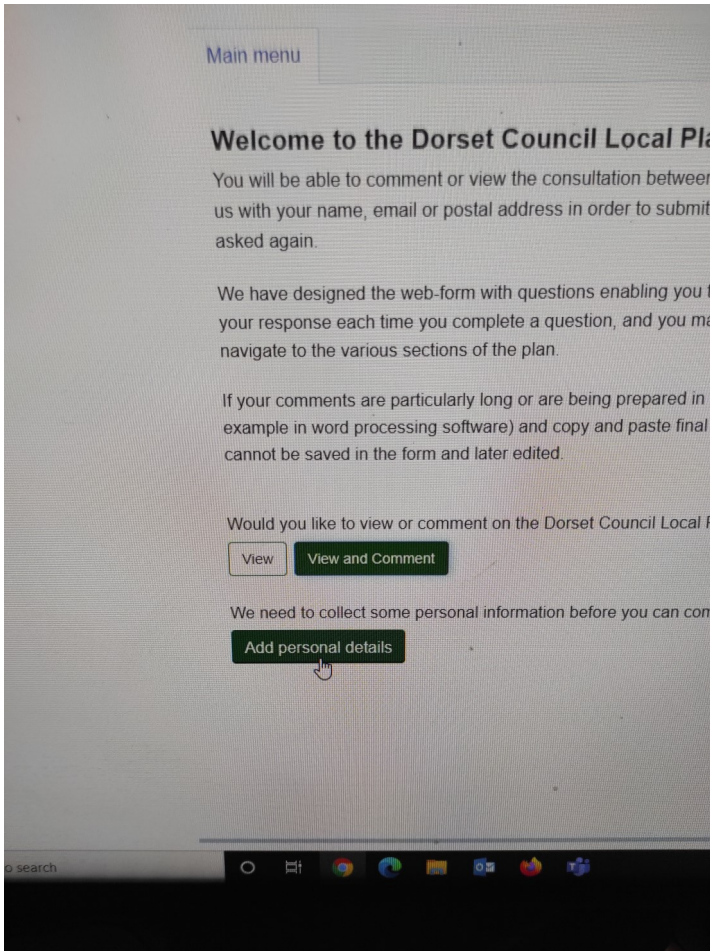 Main menu
Welcome to the Dorset Council Local
You will be able to comment or view the consultation between
us with your name, email or postal address in order to submit
asked again.
We have designed the web-form with questions enabling you
your response each time you complete a question, and you
navigate to the various sections of the plan.
If your comments are particularly long or are being prepared in
example in word processing software) and copy and paste final
cannot be saved in the form and later edited.
Would you like to view or comment on the Dorset Council Local
View
View and Comment
We need to collect some personal information before you can
Add personal details
search